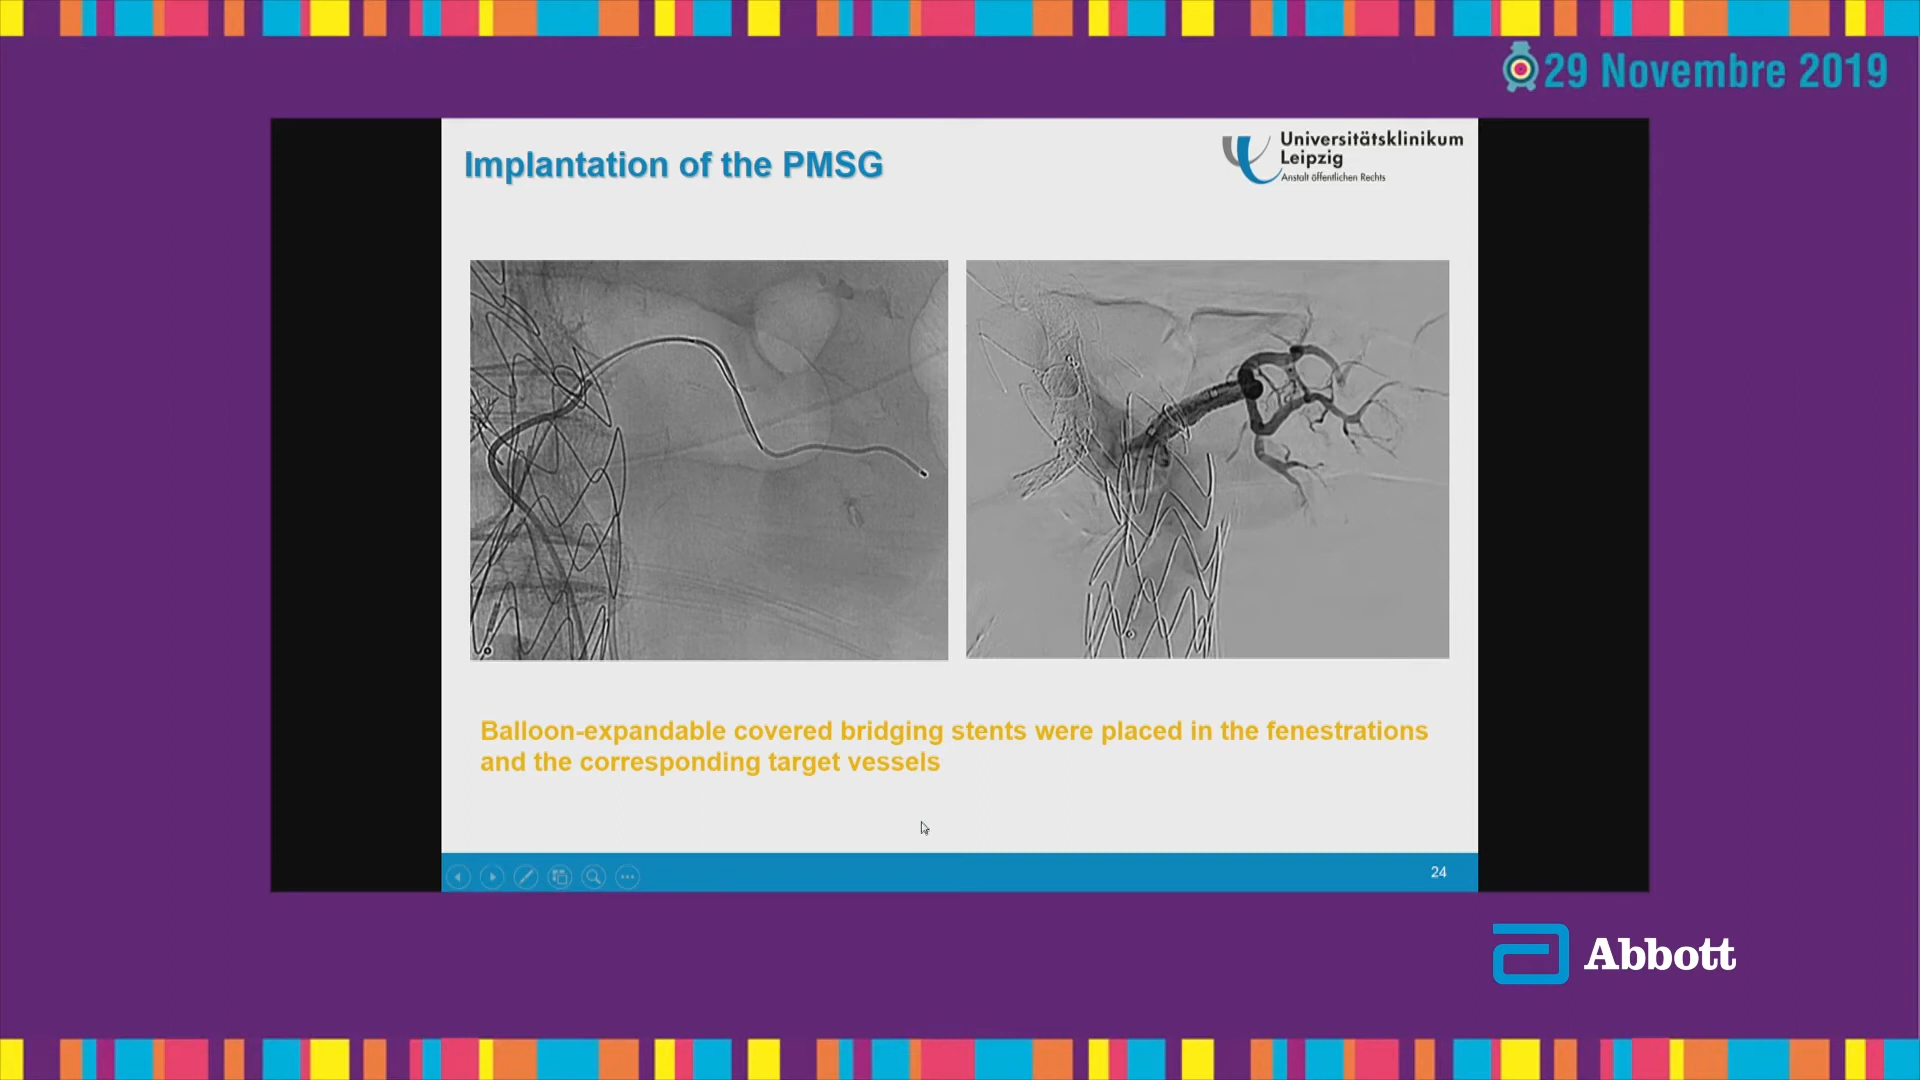 29 Novembre 2019
Implantation of the PMSG
Universitätsklinikum
Leipzig
Anstalt öffentlichen Rechts
Balloon-expandable covered bridging stents were placed in the fenestrations
and the corresponding target vessels
24
Abbott